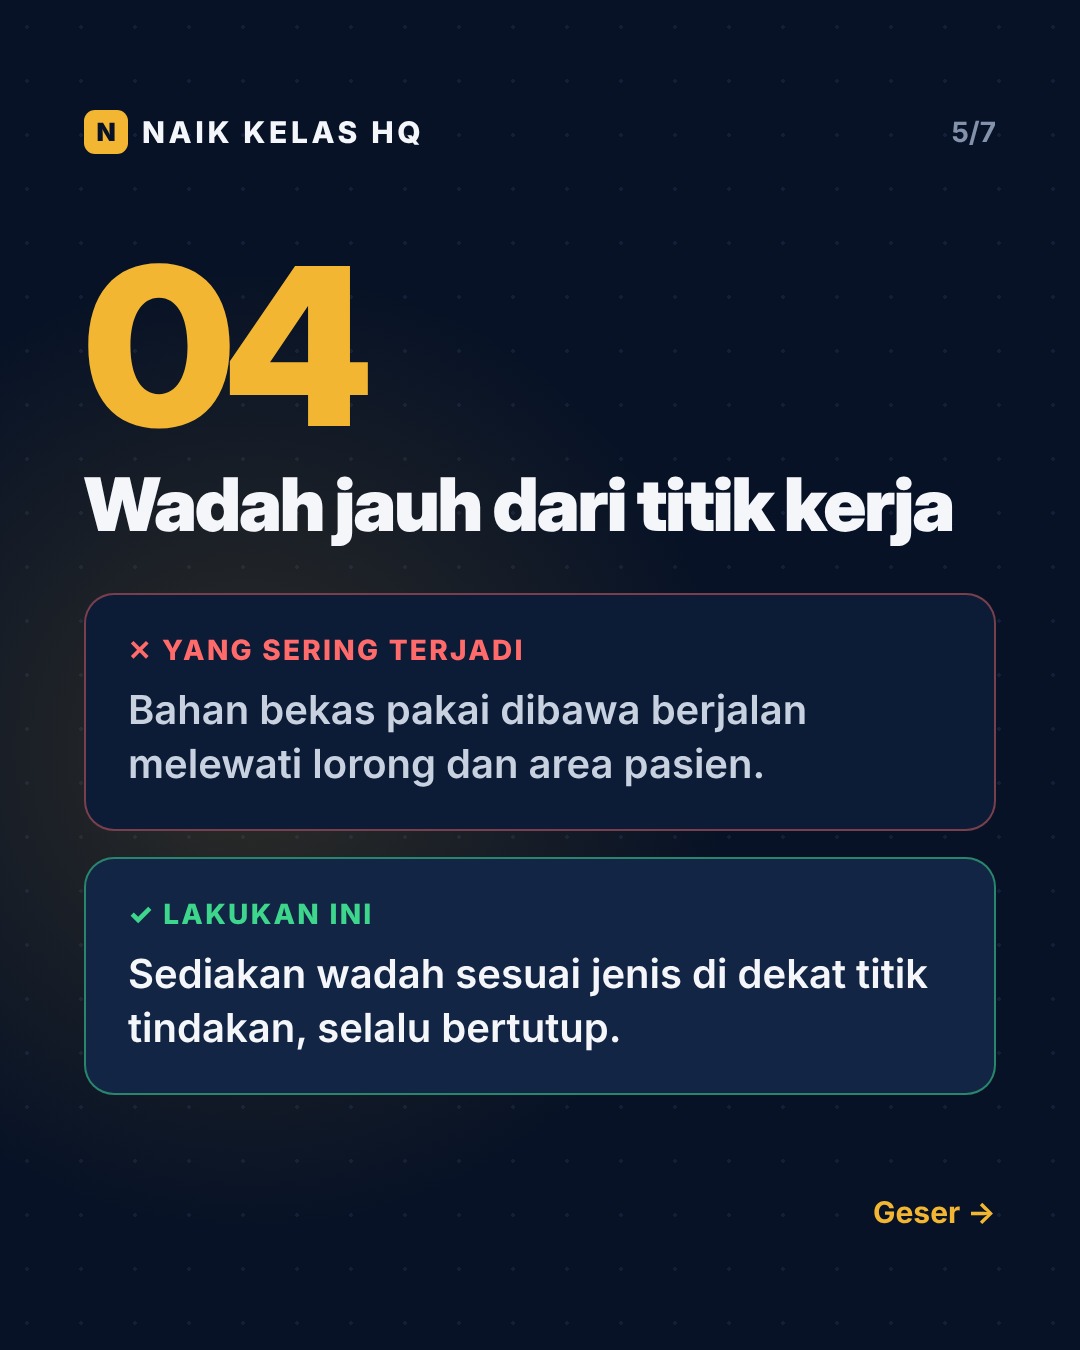 N NAIK KELAS HQ
5/7
04
Wadah jauh dari titik kerja
✕ YANG SERING TERJADI
Bahan bekas pakai dibawa berjalan
melewati lorong dan area pasien.
✓ LAKUKAN INI
Sediakan wadah sesuai jenis di dekat titik
tindakan, selalu bertutup.
Geser →